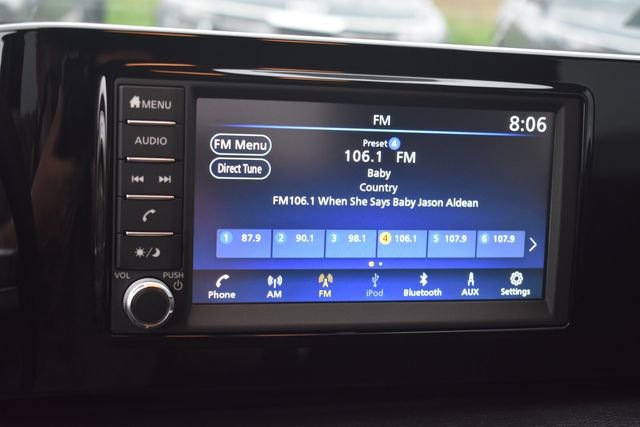 MENU
AUDIO
VOL
PUSH
FM
8:06
FM Menu
Direct Tune
Preset 4
106.1 FM
Baby
Country
FM106.1 When She Says Baby Jason Aldean
1 87.9 2 90.1 3 98.1 4 106.1 5 107.9 6 107.9
Phone AM FM iPod Bluetooth AUX Settings